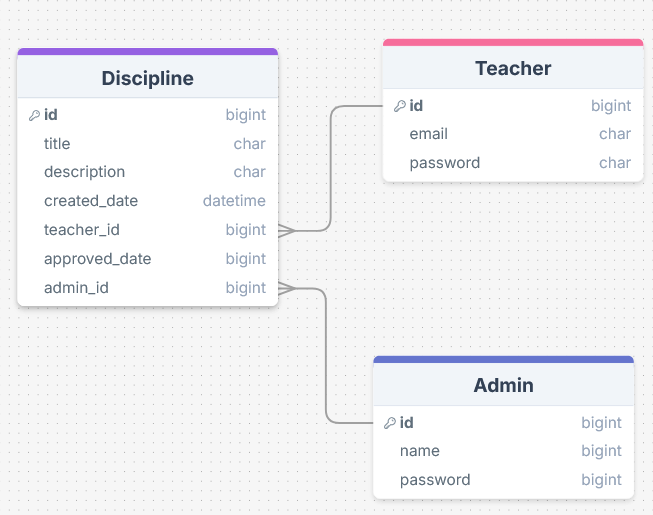 Discipline
id bigint
title char
description char
created_date datetime
teacher_id bigint
approved_date bigint
admin_id bigint
Teacher
id bigint
email char
password char
Admin
id bigint
name bigint
password bigint